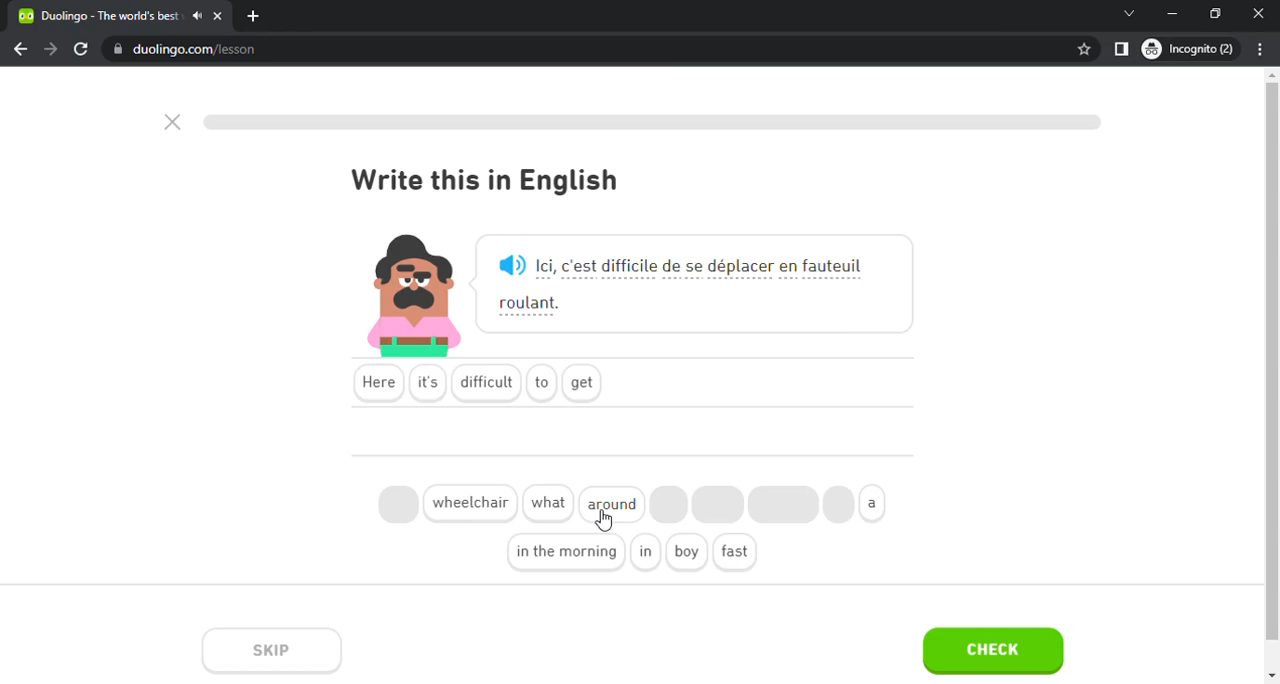 Duolingo - The world's best
duolingo.com/lesson
Incognito (2)
Write this in English
Ici, c'est difficile de se déplacer en fauteuil
roulant.
Here it's difficult to get
wheelchair what around a
in the morning in boy fast
SKIP CHECK